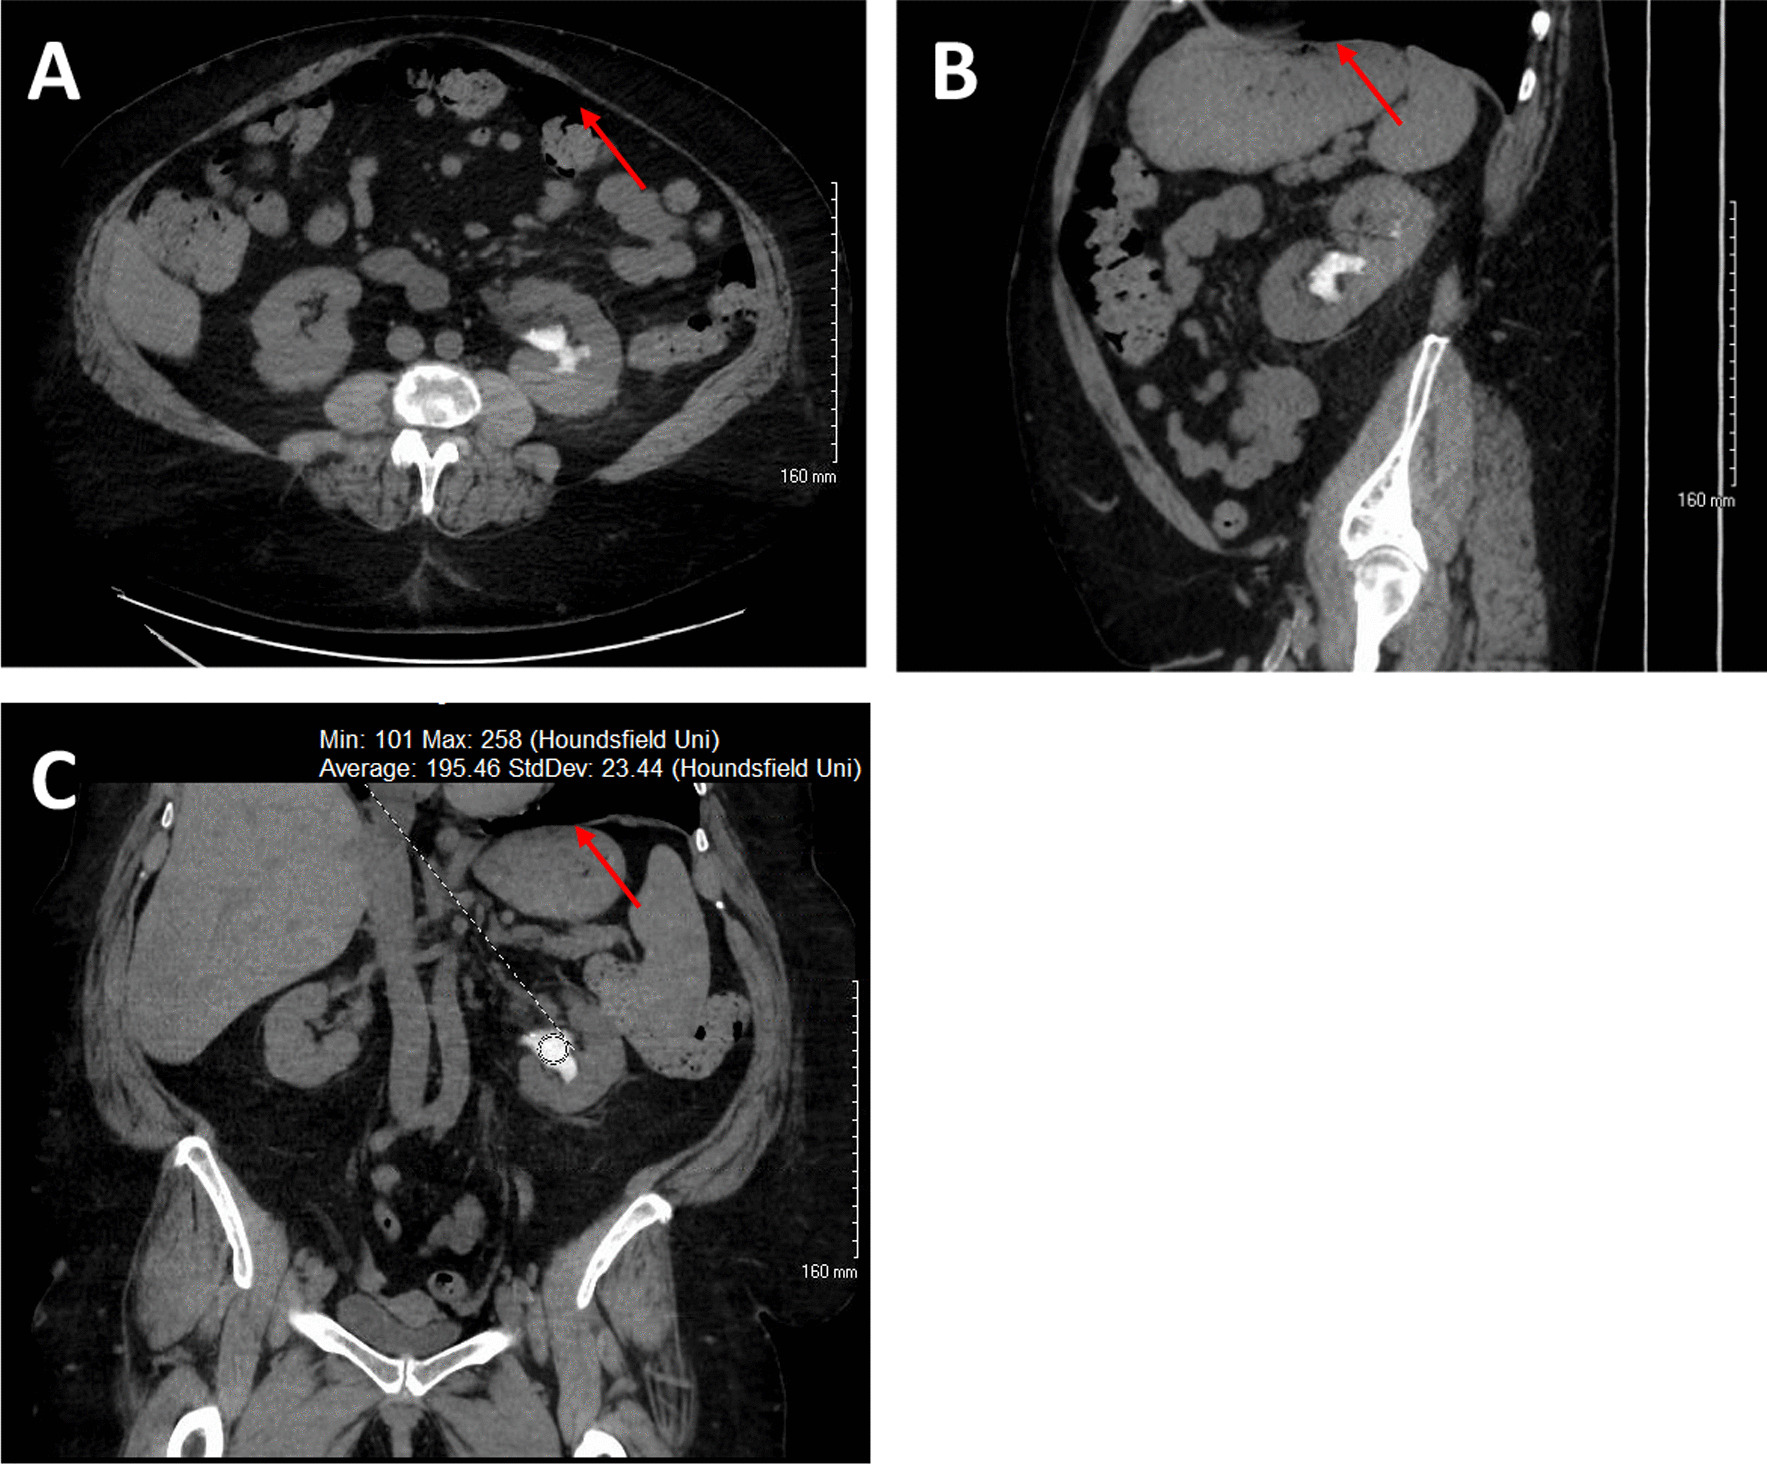 A
160 mm
B
160 mm
C
Min: 101 Max: 258 (Houndsfield Uni)
Average: 195.46 StdDev: 23.44 (Houndsfield Uni)
160 mm